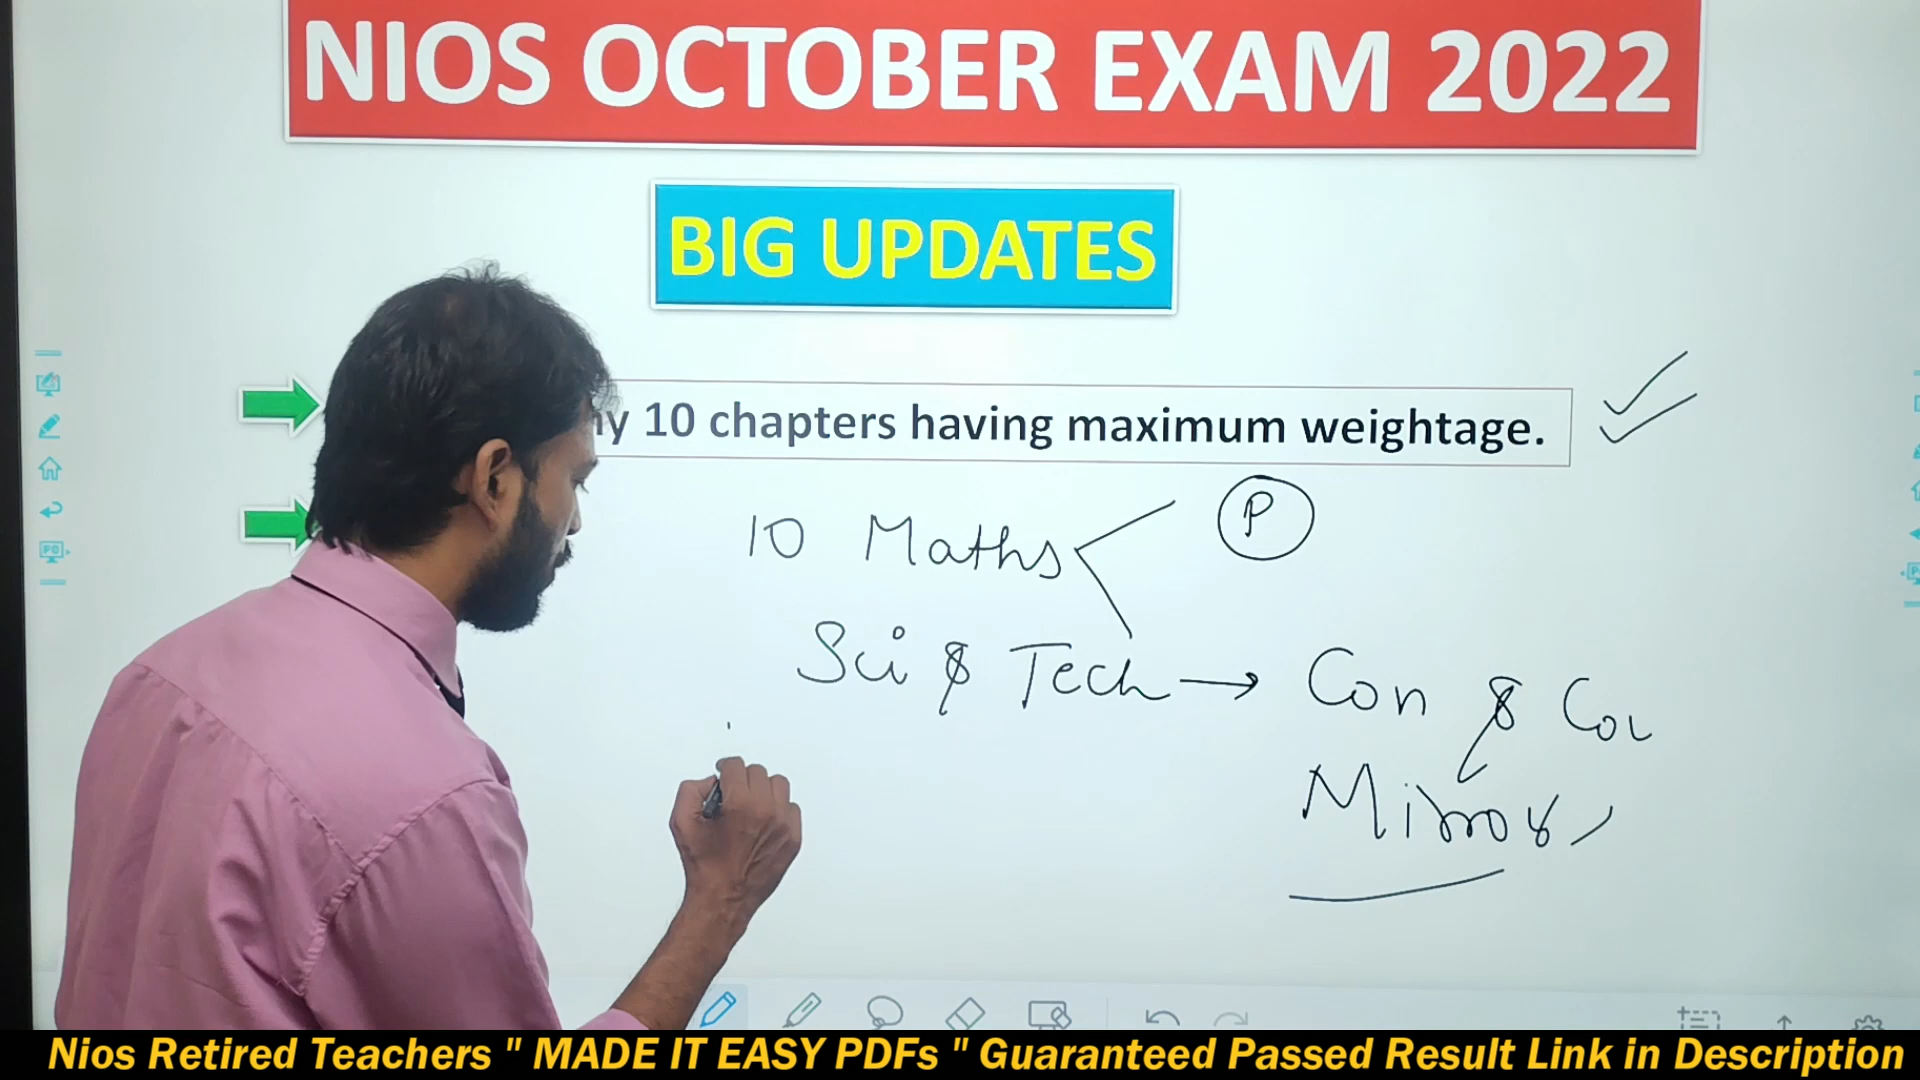 NIOS OCTOBER EXAM 2022
BIG UPDATES
10 chapters having maximum weightage.
10 Maths P
Sci & Tech → Con & Cov
Mirror,
Nios Retired Teachers " MADE IT EASY PDFs " Guaranteed Passed Result Link in Description